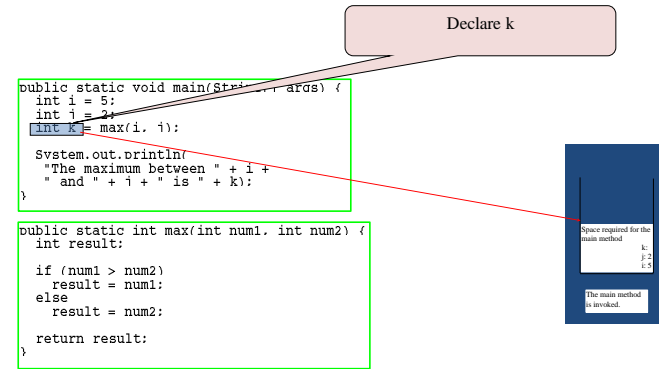 Declare k
public static void main( args) {
int i = 5;
int j = 2;
int k = max(i, j);
System.out.println(
"The maximum between " + i +
" and " + j + " is " + k);
}
public static int max(int num1, int num2) {
int result;
if (num1 > num2)
result = num1;
else
result = num2;
return result;
}
Space required for the
main method
k:
j: 2
i: 5
The main method
is invoked.